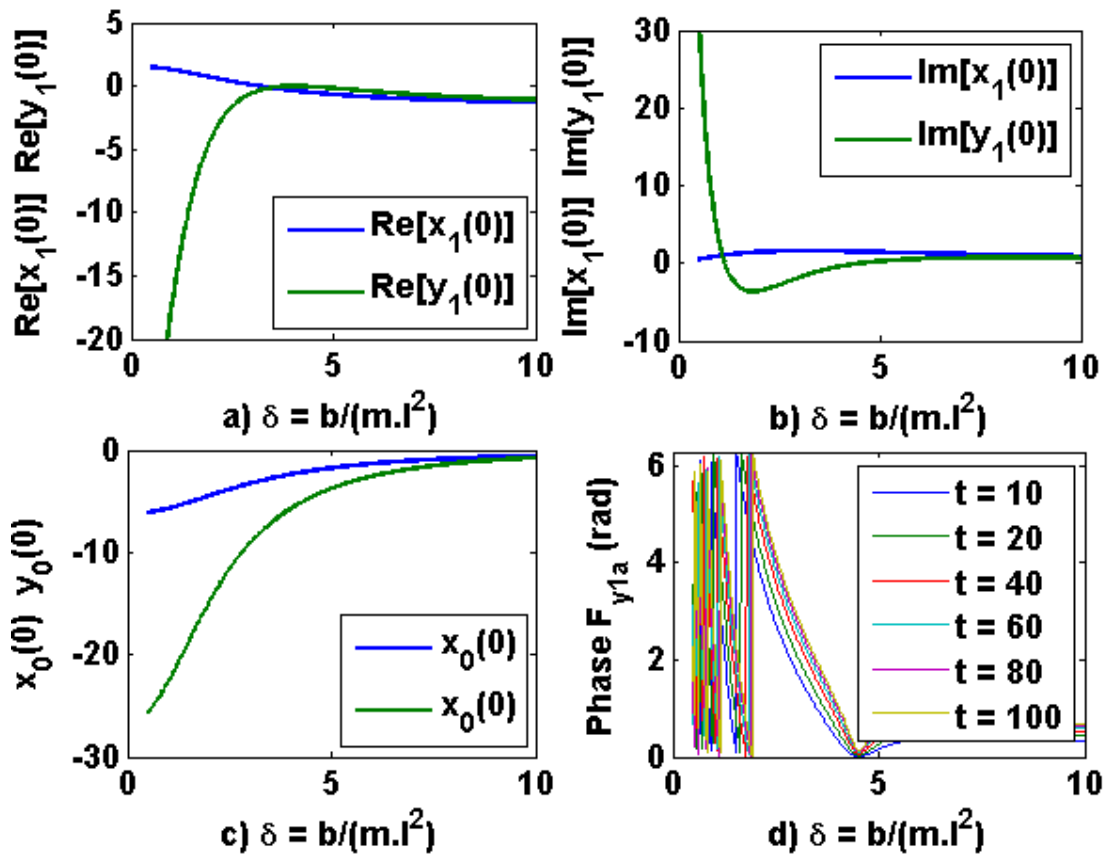 Re[x₁(0)] Re[y₁(0)]
5
0
-5
-10
-15
-20
Re[x₁(0)]
Re[y₁(0)]
0 5 10
a) δ = b/(m.l²)
Im[x₁(0)] Im(y₁(0)]
30
20
10
0
-10
Im[x₁(0)]
Im[y₁(0)]
0 5 10
b) δ = b/(m.l²)
x₀(0) y₀(0)
0
-10
-20
-30
x₀(0)
x₀(0)
0 5 10
c) δ = b/(m.l²)
Phase F_y1a (rad)
6
4
2
0
t = 10
t = 20
t = 40
t = 60
t = 80
t = 100
0 5 10
d) δ = b/(m.l²)